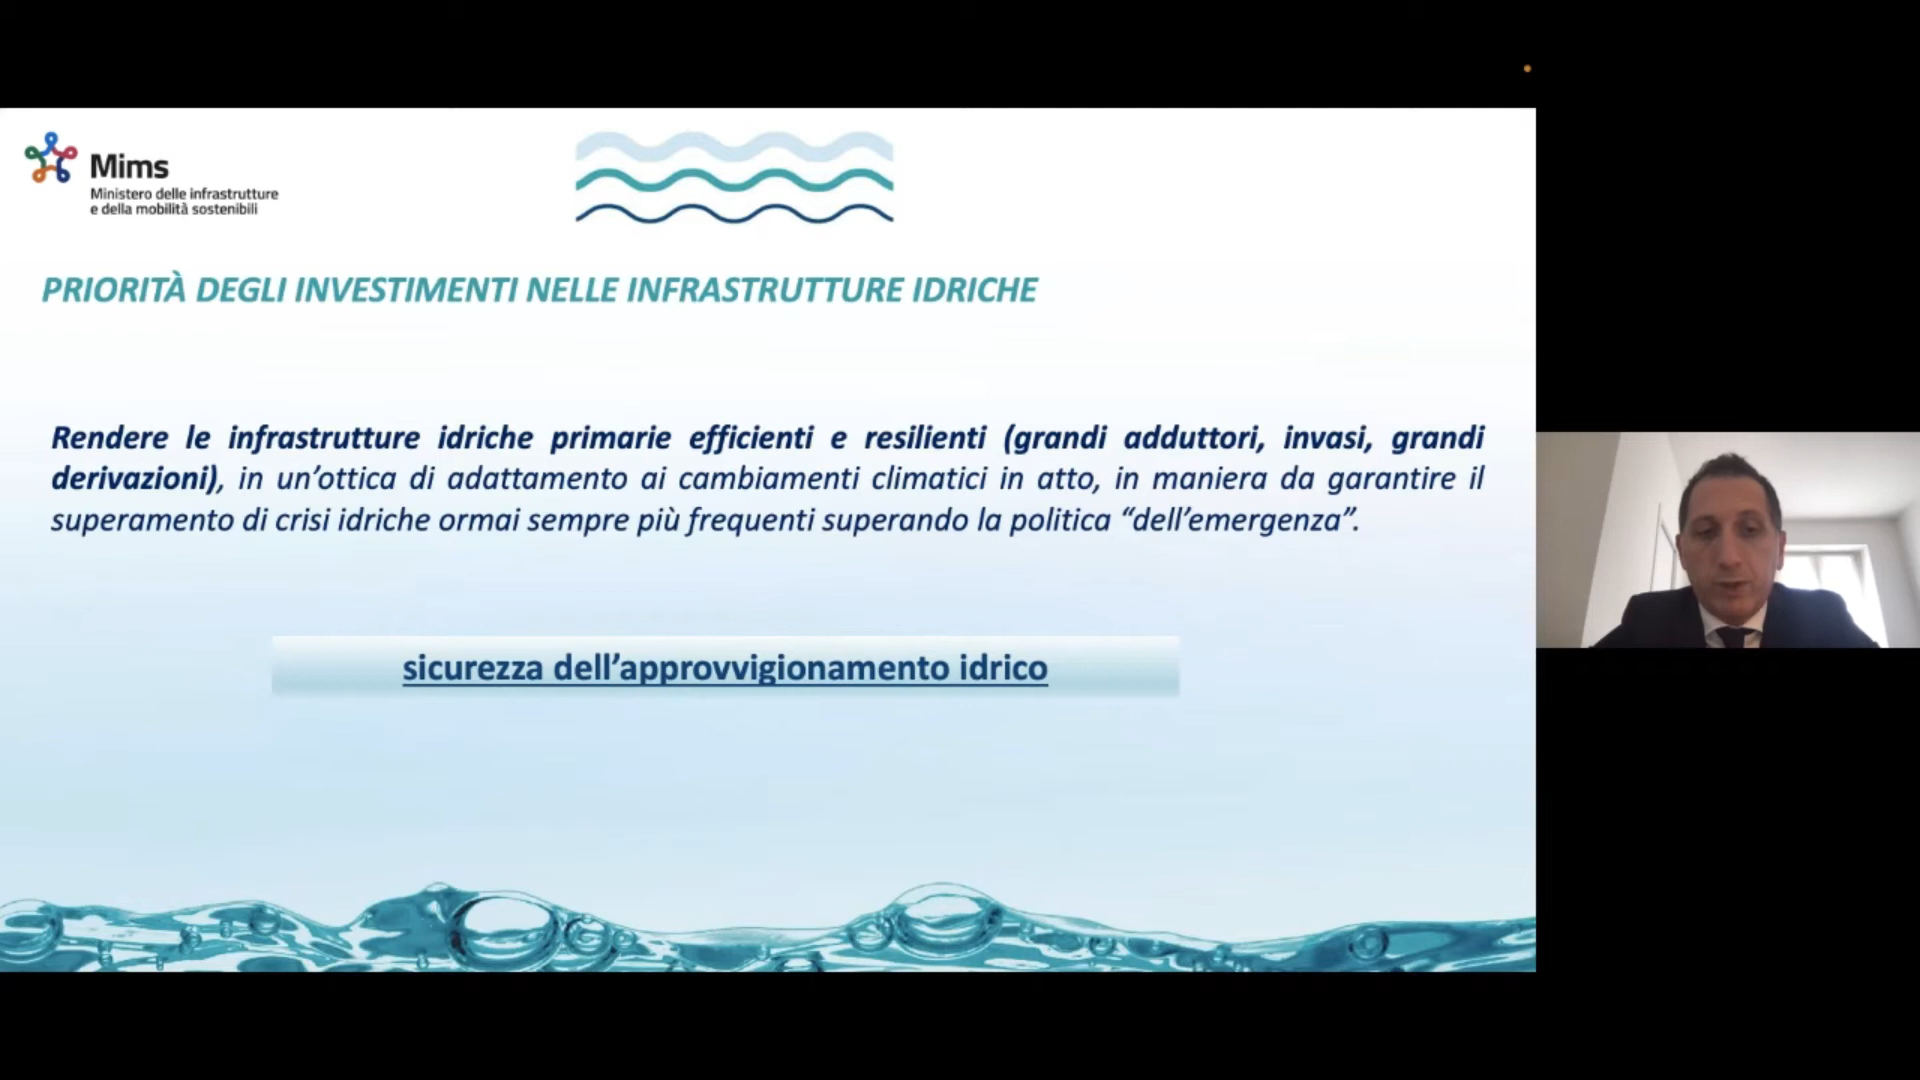 Mims
Ministero delle infrastrutture
e della mobilità sostenibili
PRIORITÀ DEGLI INVESTIMENTI NELLE INFRASTRUTTURE IDRICHE
Rendere le infrastrutture idriche primarie efficienti e resilienti (grandi adduttori, invasi, grandi
derivazioni), in un’ottica di adattamento ai cambiamenti climatici in atto, in maniera da garantire il
superamento di crisi idriche ormai sempre più frequenti superando la politica “dell’emergenza”.
sicurezza dell’approvvigionamento idrico